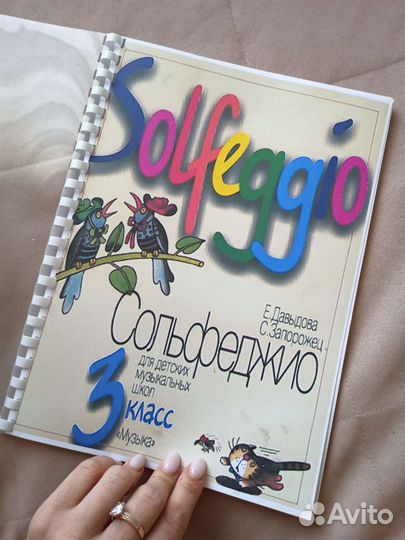 Solfeggio
Е. Давыдова
С. Запорожец
Сольфеджио
для детских
музыкальных
школ
3 класс
«Музыка»
Avito